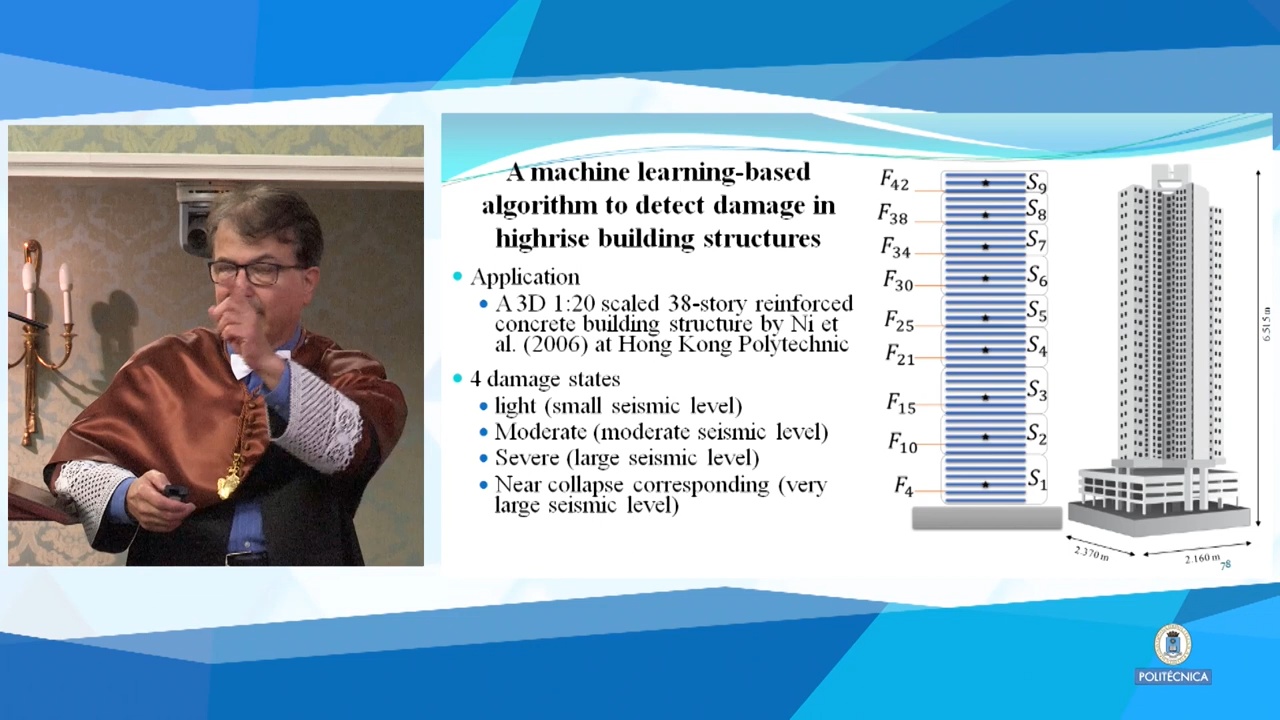 A machine learning-based
algorithm to detect damage in
highrise building structures
Application
A 3D 1:20 scaled 38-story reinforced
concrete building structure by Ni et
al. (2006) at Hong Kong Polytechnic
4 damage states
light (small seismic level)
Moderate (moderate seismic level)
Severe (large seismic level)
Near collapse corresponding (very
large seismic level)
F42
S9
F38
S8
F34
S7
F30
S6
F25
S5
F21
S4
F15
S3
F10
S2
F4
S1
6.515 m
2.370 m
2.160 m
78
POLITÉCNICA